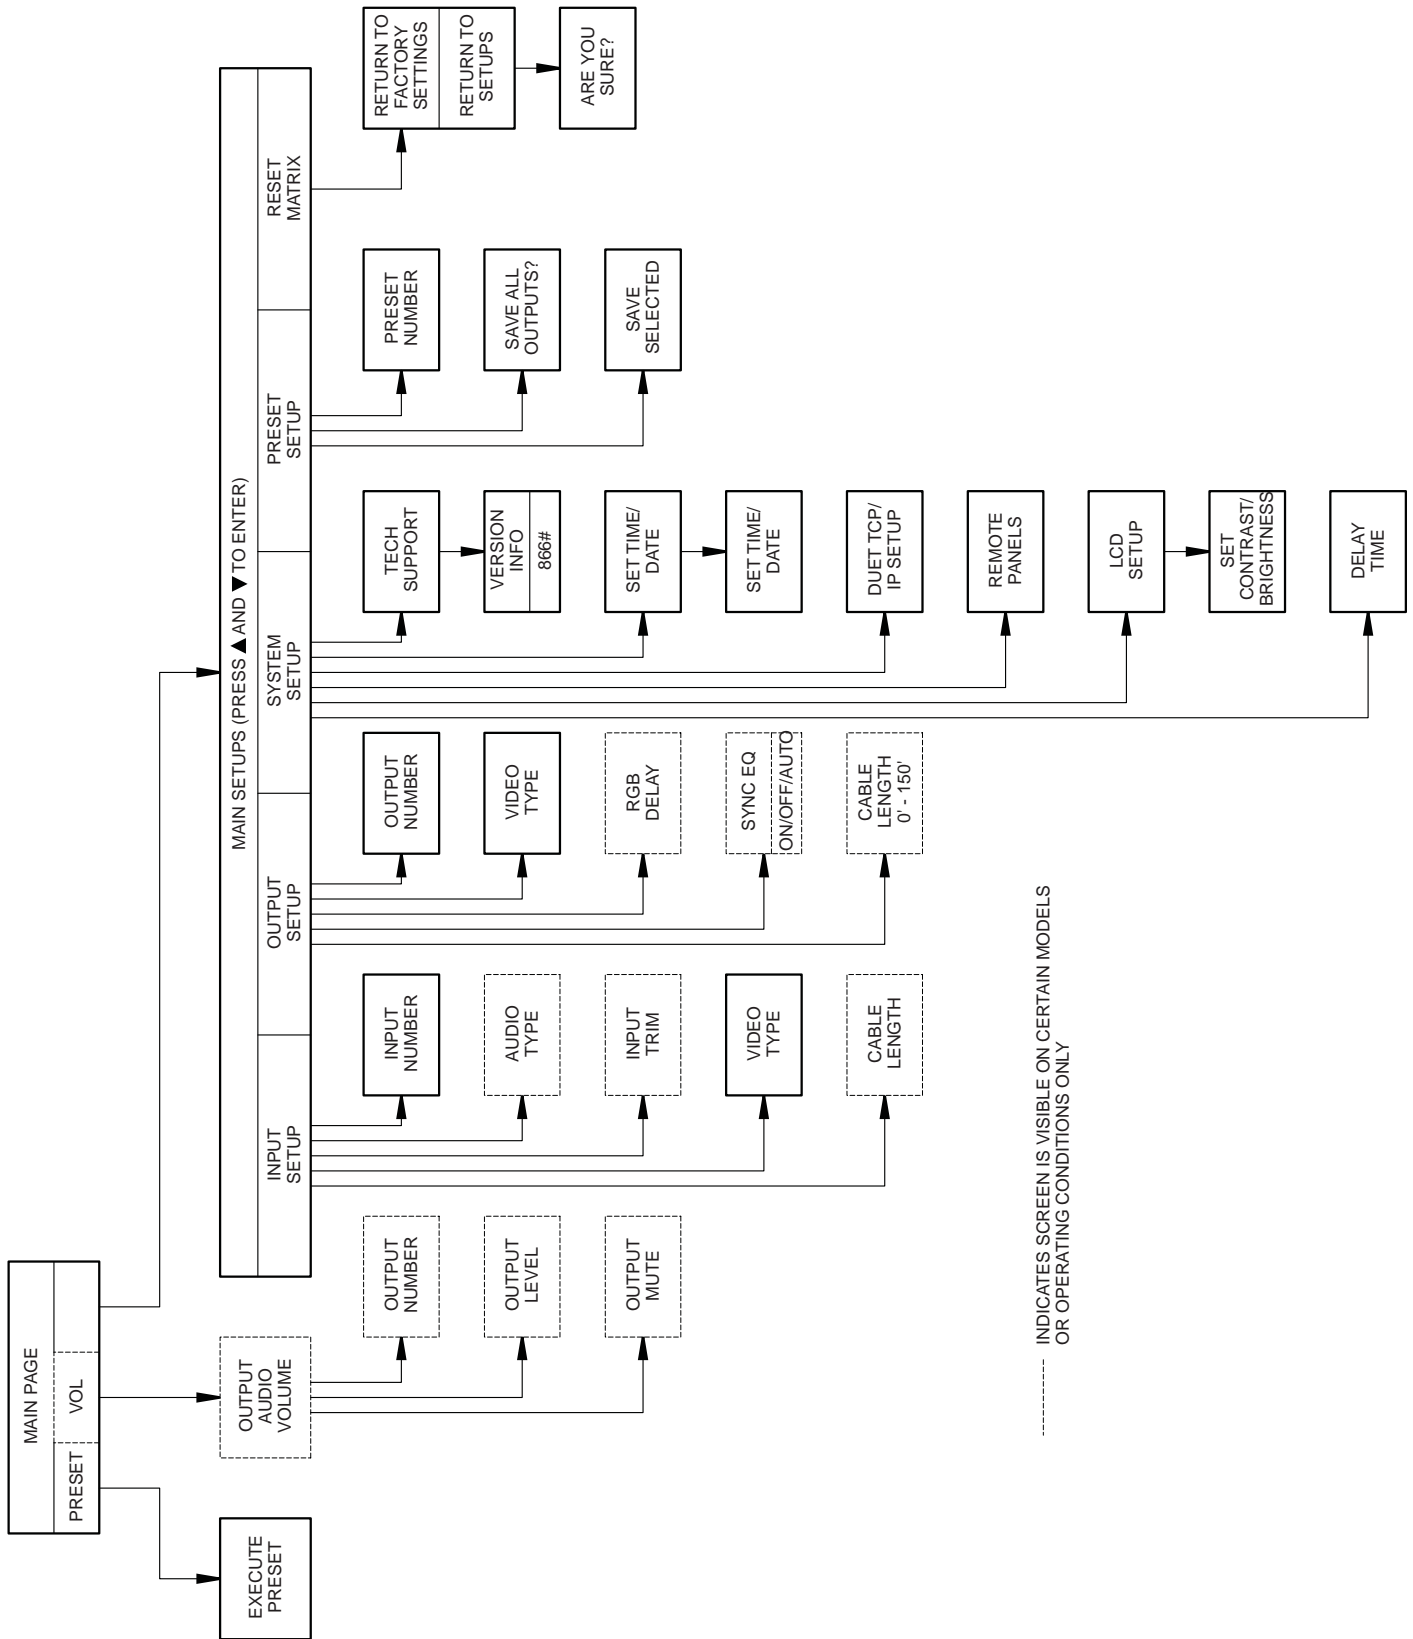 MAIN PAGE
PRESET
VOL
EXECUTE
PRESET
OUTPUT
AUDIO
VOLUME
OUTPUT
NUMBER
OUTPUT
LEVEL
OUTPUT
MUTE
MAIN SETUPS (PRESS ▲ AND ▼ TO ENTER)
INPUT
SETUP
OUTPUT
SETUP
SYSTEM
SETUP
PRESET
SETUP
RESET
MATRIX
INPUT
NUMBER
AUDIO
TYPE
INPUT
TRIM
VIDEO
TYPE
CABLE
LENGTH
OUTPUT
NUMBER
VIDEO
TYPE
RGB
DELAY
SYNC EQ
ON/OFF/AUTO
CABLE
LENGTH
0' - 150'
TECH
SUPPORT
VERSION
INFO
866#
SET TIME/
DATE
SET TIME/
DATE
DUET TCP/
IP SETUP
REMOTE
PANELS
LCD
SETUP
SET
CONTRAST/
BRIGHTNESS
DELAY
TIME
PRESET
NUMBER
SAVE ALL
OUTPUTS?
SAVE
SELECTED
RETURN TO
FACTORY
SETTINGS
RETURN TO
SETUPS
ARE YOU
SURE?
INDICATES SCREEN IS VISIBLE ON CERTAIN MODELS
OR OPERATING CONDITIONS ONLY